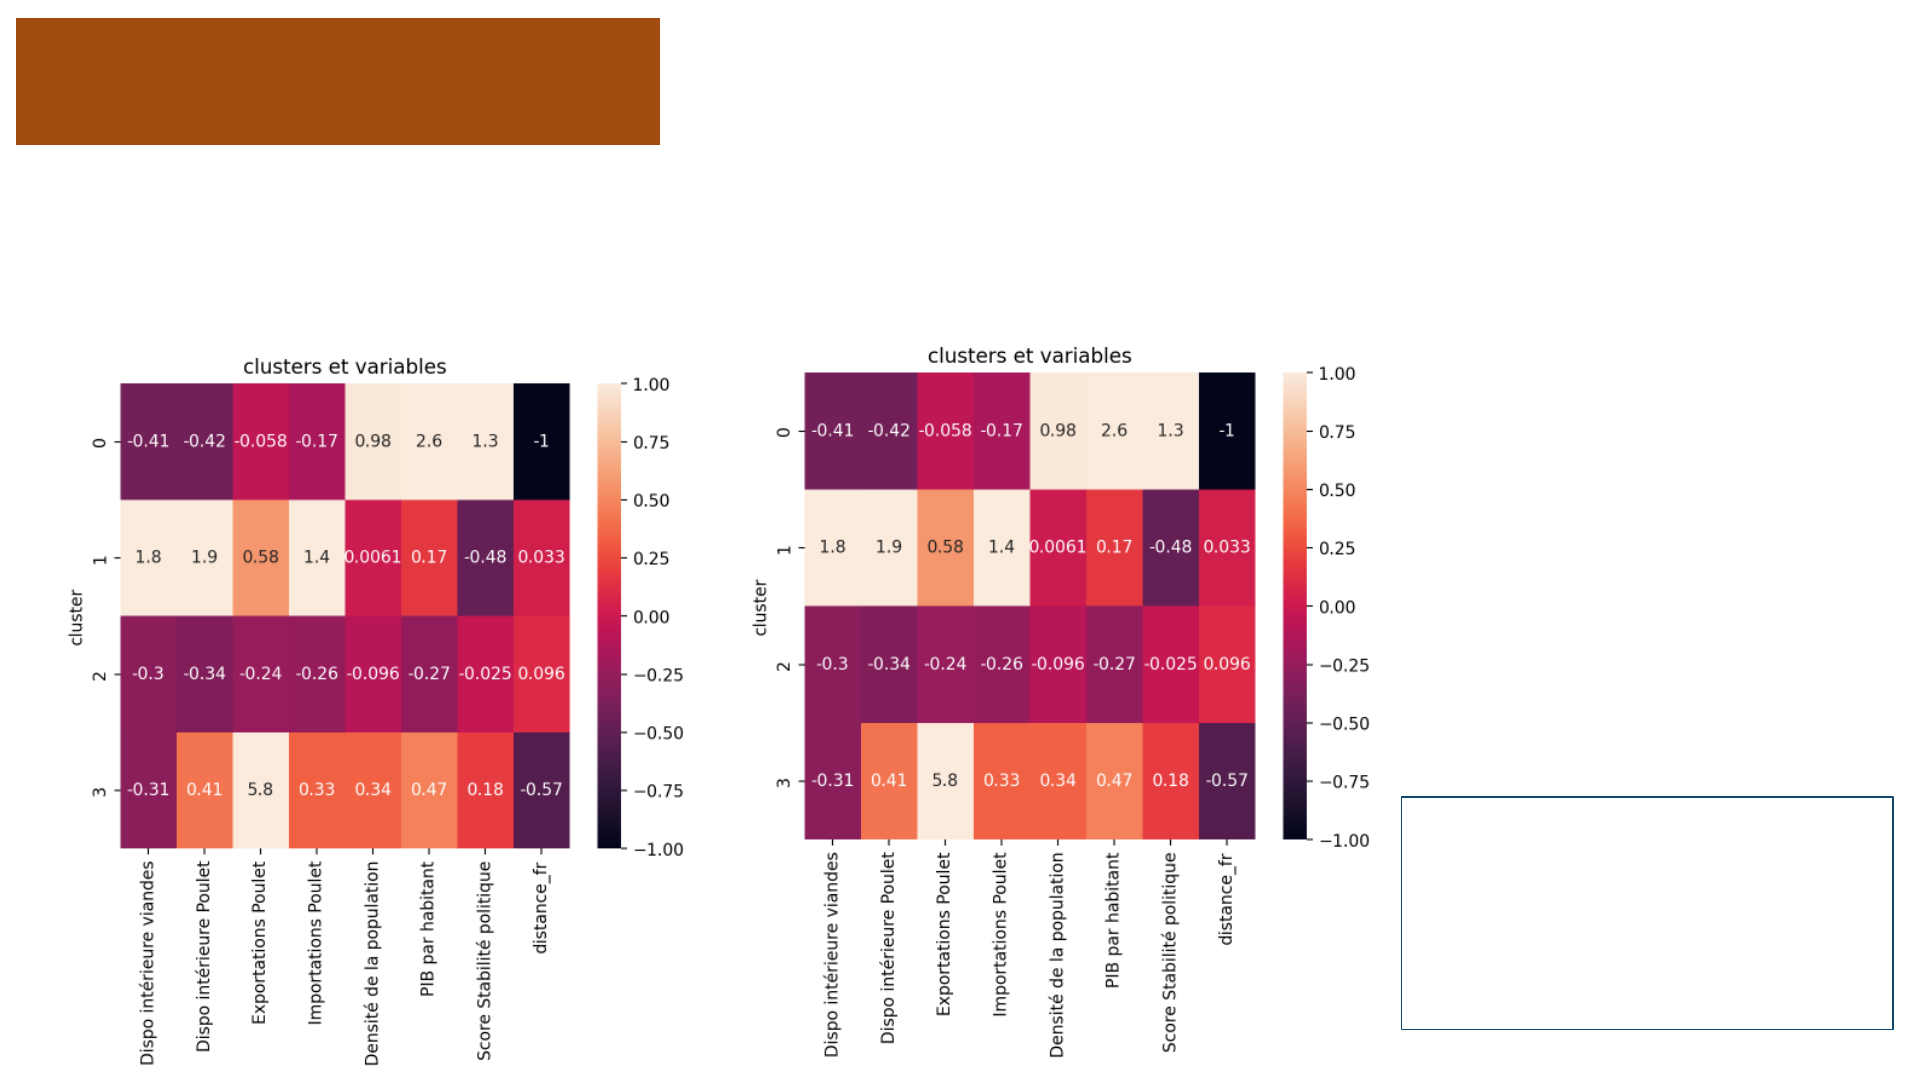 clusters et variables
cluster
0
-0.41 -0.42 -0.058 -0.17 0.98 2.6 1.3 -1
1
1.8 1.9 0.58 1.4 0.0061 0.17 -0.48 0.033
2
-0.3 -0.34 -0.24 -0.26 -0.096 -0.27 -0.025 0.096
3
-0.31 0.41 5.8 0.33 0.34 0.47 0.18 -0.57
Dispo intérieure viandes
Dispo intérieure Poulet
Exportations Poulet
Importations Poulet
Densité de la population
PIB par habitant
Score Stabilité politique
distance_fr
1.00
0.75
0.50
0.25
0.00
−0.25
−0.50
−0.75
−1.00
clusters et variables
cluster
0
-0.41 -0.42 -0.058 -0.17 0.98 2.6 1.3 -1
1
1.8 1.9 0.58 1.4 0.0061 0.17 -0.48 0.033
2
-0.3 -0.34 -0.24 -0.26 -0.096 -0.27 -0.025 0.096
3
-0.31 0.41 5.8 0.33 0.34 0.47 0.18 -0.57
Dispo intérieure viandes
Dispo intérieure Poulet
Exportations Poulet
Importations Poulet
Densité de la population
PIB par habitant
Score Stabilité politique
distance_fr
1.00
0.75
0.50
0.25
0.00
−0.25
−0.50
−0.75
−1.00